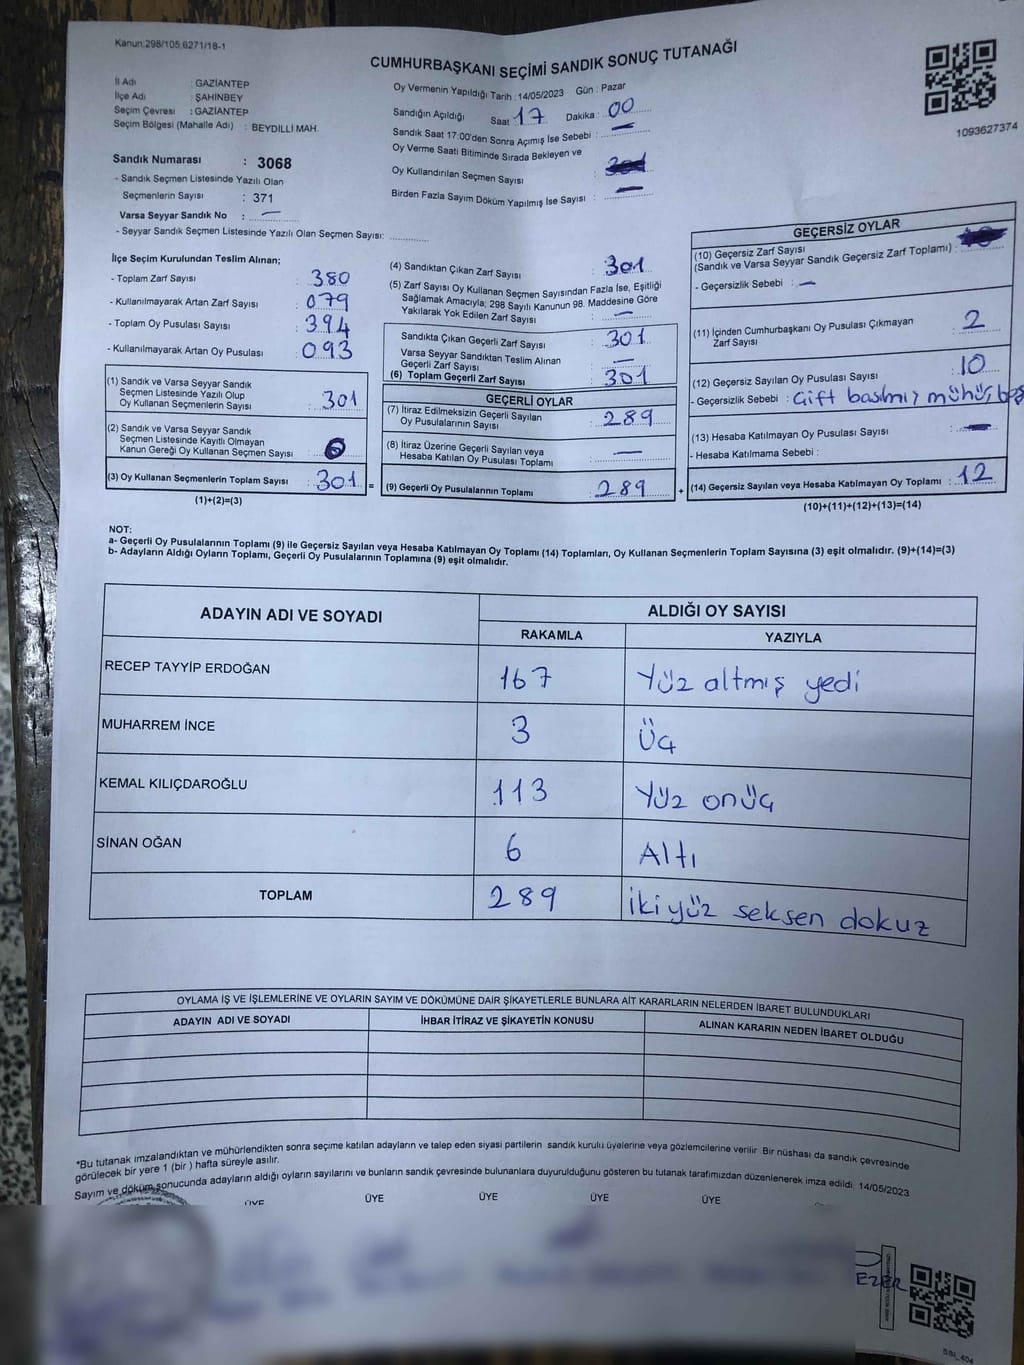 Kanun:298/105 6271/18-1
CUMHURBAŞKANI SEÇİMİ SANDIK SONUÇ TUTANAĞI
İl Adı : GAZİANTEP
İlçe Adı : ŞAHİNBEY
Seçim Çevresi : GAZİANTEP
Seçim Bölgesi (Mahalle Adı) : BEYDİLLİ MAH.
Sandık Numarası : 3068
- Sandık Seçmen Listesinde Yazılı Olan
Seçmenlerin Sayısı : 371
Varsa Seyyar Sandık No : —
- Seyyar Sandık Seçmen Listesinde Yazılı Olan Seçmen Sayısı:
Oy Vermenin Yapıldığı Tarih : 14/05/2023 Gün : Pazar
Sandığın Açıldığı Saat : 17 Dakika : 00
Sandık Saat 17:00'den Sonra Açımış İse Sebebi : —
Oy Verme Saati Bitiminde Sırada Bekleyen ve
Oy Kullandırılan Seçmen Sayısı :
Birden Fazla Sayım Döküm Yapılmış İse Sayısı : —
1093627374
İlçe Seçim Kurulundan Teslim Alınan;
- Toplam Zarf Sayısı : 380
- Kullanılmayarak Artan Zarf Sayısı : 079
- Toplam Oy Pusulası Sayısı : 394
- Kullanılmayarak Artan Oy Pusulası : 093
(1) Sandık ve Varsa Seyyar Sandık
Seçmen Listesinde Yazılı Olup
Oy Kullanan Seçmenlerin Sayısı : 301
(2) Sandık ve Varsa Seyyar Sandık
Seçmen Listesinde Kayıtlı Olmayan
Kanun Gereği Oy Kullanan Seçmen Sayısı : 0
(3) Oy Kullanan Seçmenlerin Toplam Sayısı : 301 =
(1)+(2)=(3)
(4) Sandıktan Çıkan Zarf Sayısı : 301
(5) Zarf Sayısı Oy Kullanan Seçmen Sayısından Fazla İse, Eşitliği
Sağlamak Amacıyla; 298 Sayılı Kanunun 98. Maddesine Göre
Yakılarak Yok Edilen Zarf Sayısı : —
Sandıkta Çıkan Geçerli Zarf Sayısı : 301
Varsa Seyyar Sandıktan Teslim Alınan
Geçerli Zarf Sayısı : —
(6) Toplam Geçerli Zarf Sayısı : 301
GEÇERLİ OYLAR
(7) İtiraz Edilmeksizin Geçerli Sayılan
Oy Pusulalarının Sayısı : 289
(8) İtiraz Üzerine Geçerli Sayılan veya
Hesaba Katılan Oy Pusulası Toplamı : —
(9) Geçerli Oy Pusulalarının Toplamı : 289 +
GEÇERSİZ OYLAR
(10) Geçersiz Zarf Sayısı
(Sandık ve Varsa Seyyar Sandık Geçersiz Zarf Toplamı) :
- Geçersizlik Sebebi : —
(11) İçinden Cumhurbaşkanı Oy Pusulası Çıkmayan
Zarf Sayısı : 2
(12) Geçersiz Sayılan Oy Pusulası Sayısı : 10
- Geçersizlik Sebebi : Çift basılmış mühür, boş
(13) Hesaba Katılmayan Oy Pusulası Sayısı : —
- Hesaba Katılmama Sebebi :
(14) Geçersiz Sayılan veya Hesaba Katılmayan Oy Toplamı : 12
(10)+(11)+(12)+(13)=(14)
NOT:
a- Geçerli Oy Pusulalarının Toplamı (9) ile Geçersiz Sayılan veya Hesaba Katılmayan Oy Toplamı (14) Toplamları, Oy Kullanan Seçmenlerin Toplam Sayısına (3) eşit olmalıdır. (9)+(14)=(3)
b- Adayların Aldığı Oyların Toplamı, Geçerli Oy Pusulalarının Toplamına (9) eşit olmalıdır.
ADAYIN ADI VE SOYADI ALDIĞI OY SAYISI
RAKAMLA YAZIYLA
RECEP TAYYİP ERDOĞAN 167 Yüz altmış yedi
MUHARREM İNCE 3 Üç
KEMAL KILIÇDAROĞLU 113 Yüz onüç
SİNAN OĞAN 6 Altı
TOPLAM 289 ikiyüz seksen dokuz
OYLAMA İŞ VE İŞLEMLERİNE VE OYLARIN SAYIM VE DÖKÜMÜNE DAİR ŞİKAYETLERLE BUNLARA AİT KARARLARIN NELERDEN İBARET BULUNDUKLARI
ADAYIN ADI VE SOYADI İHBAR İTİRAZ VE ŞİKAYETİN KONUSU ALINAN KARARIN NEDEN İBARET OLDUĞU
*Bu tutanak imzalandıktan ve mühürlendikten sonra seçime katılan adayların ve talep eden siyasi partilerin sandık kurulu üyelerine veya gözlemcilerine verilir. Bir nüshası da sandık çevresinde
görülecek bir yere 1 (bir) hafta süreyle asılır.
Sayım ve döküm sonucunda adayların aldığı oyların sayılarını ve bunların sandık çevresinde bulunanlara duyurulduğunu gösteren bu tutanak tarafımızdan düzenlenerek imza edildi. 14/05/2023
ÜYE ÜYE ÜYE ÜYE ÜYE
EZER